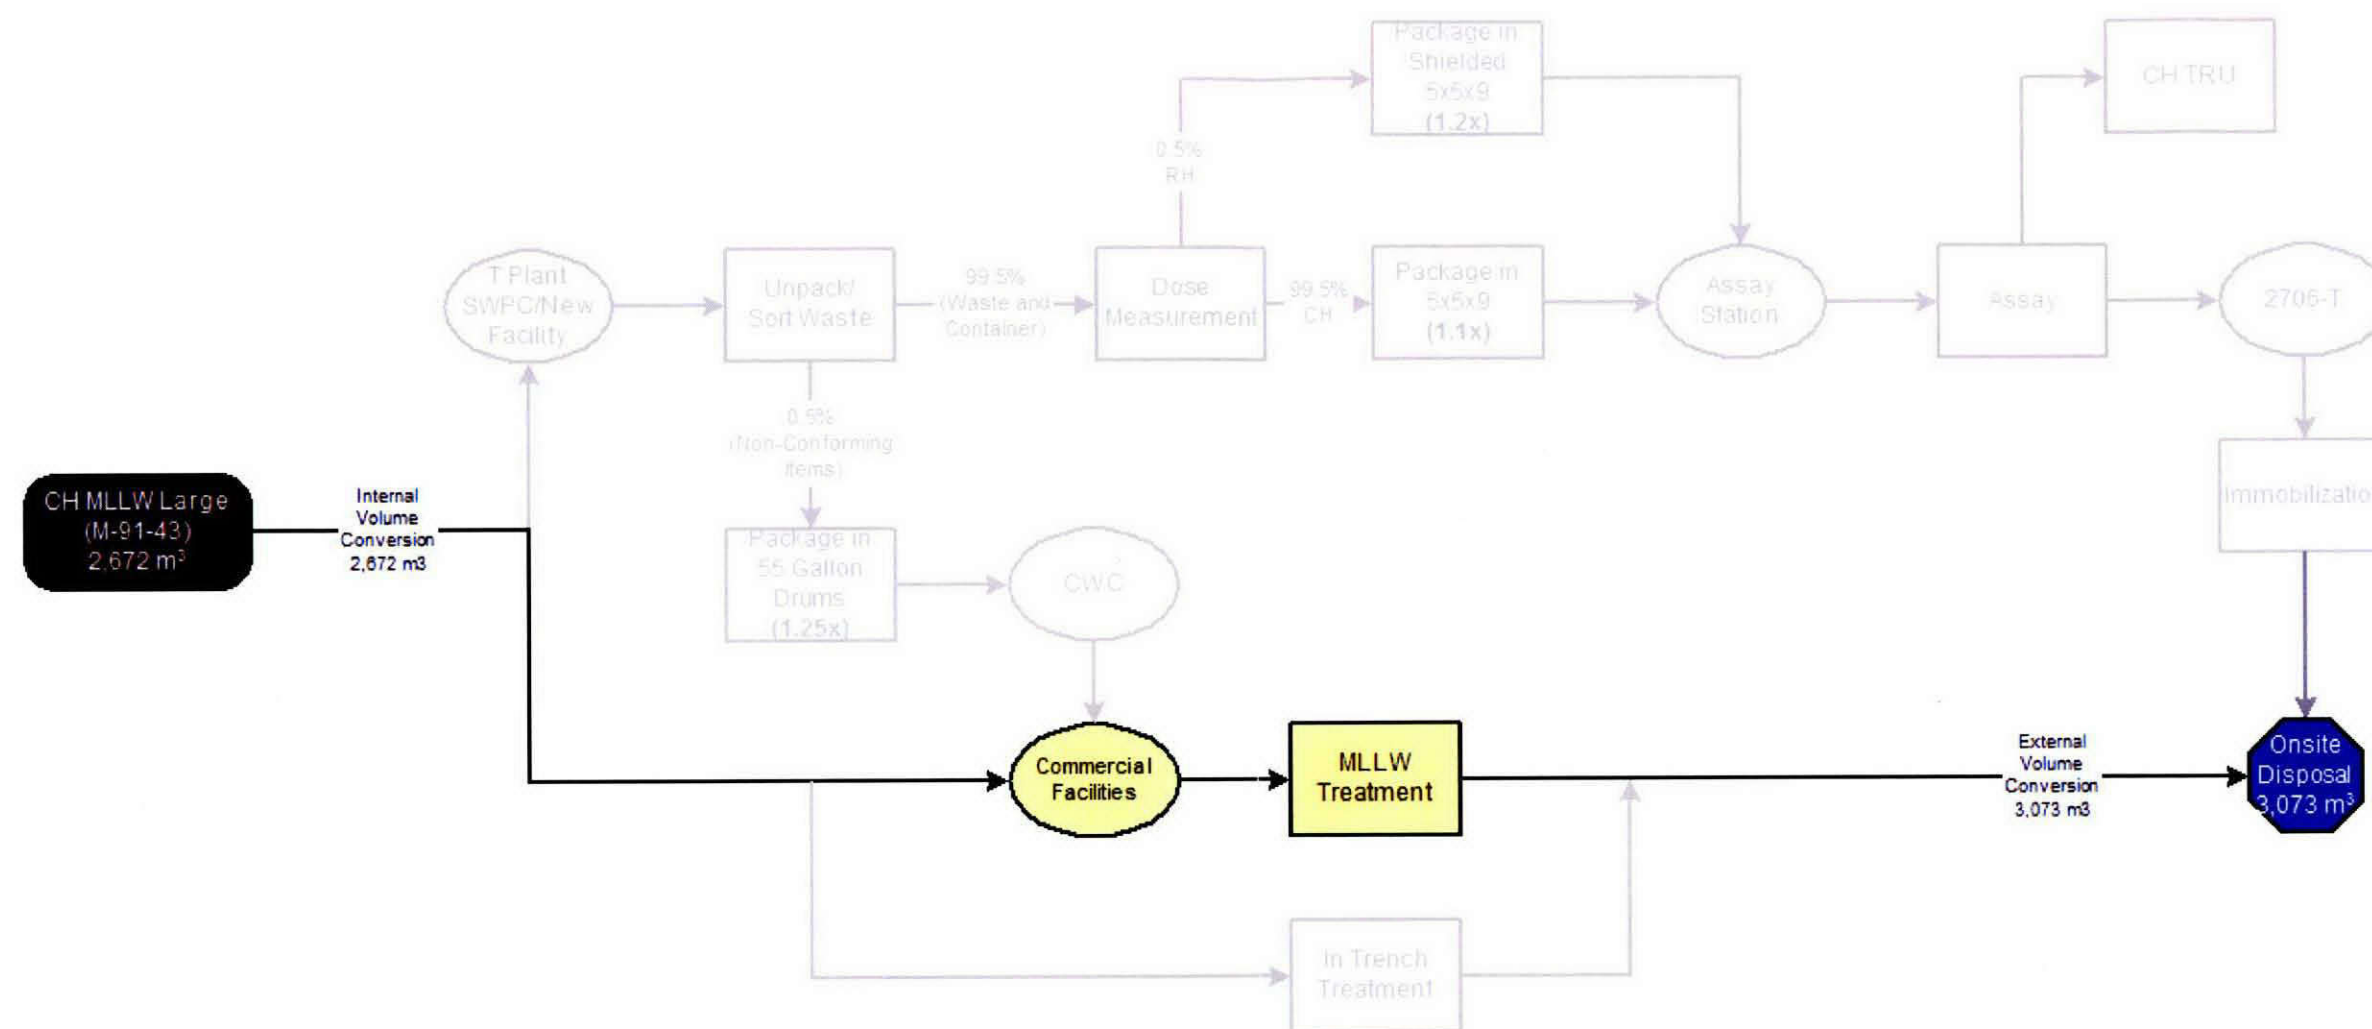 Package in
Shielded
5x5x9
(1.2x)
CH TRU
0.5%
RH
T Plant
SWPC/New
Facility
Unpack/
Sort Waste
99.5%
(Waste and
Container)
Dose
Measurement
99.5%
CH
Package in
5x5x9
(1.1x)
Assay
Station
Assay
2706-T
0.5%
(Non-Conforming
Items)
Immobilizatio
CH MLLW Large
(M-91-43)
2,672 m³
Internal
Volume
Conversion
2,672 m3
Package in
55 Gallon
Drums
(1.25x)
CWC
Commercial
Facilities
MLLW
Treatment
External
Volume
Conversion
3,073 m3
Onsite
Disposal
3,073 m³
In Trench
Treatment